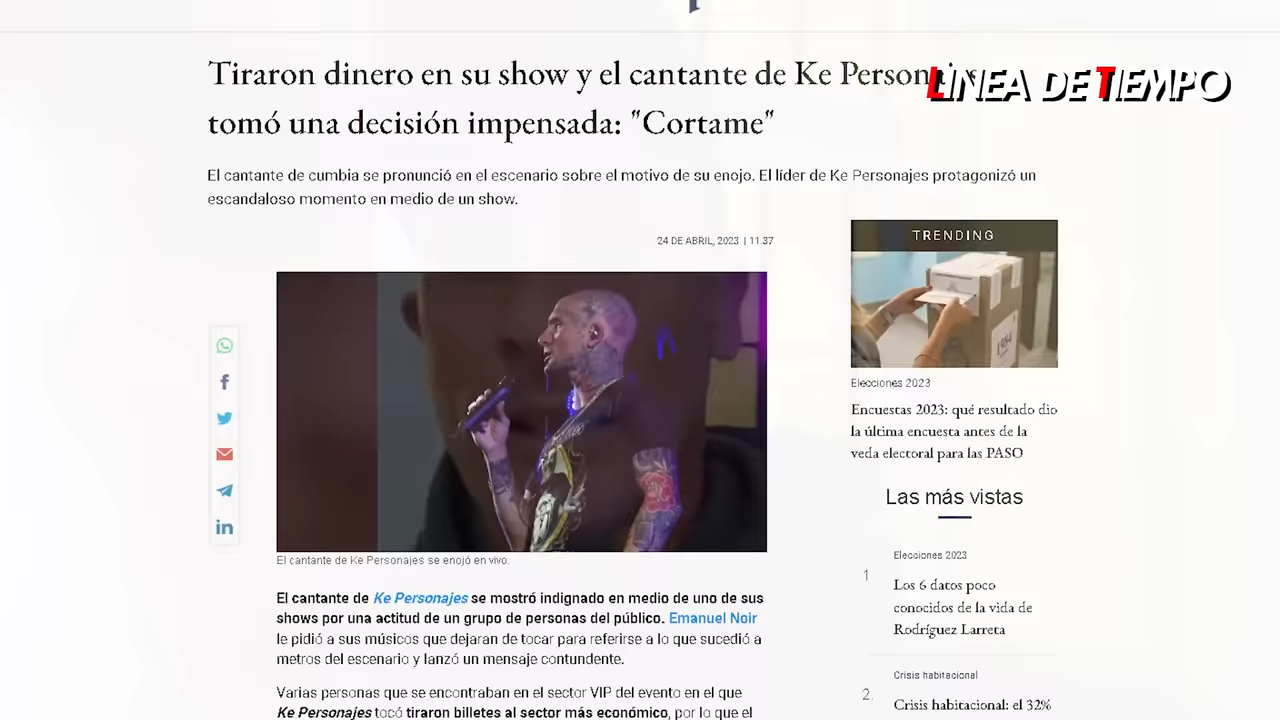 Tiraron dinero en su show y el cantante de Ke Person
LINEA DE TIEMPO
tomó una decisión impensada: "Cortame"
El cantante de cumbia se pronunció en el escenario sobre el motivo de su enojo. El líder de Ke Personajes protagonizó un
escandaloso momento en medio de un show.
24 DE ABRIL, 2023 | 11.37
TRENDING
Elecciones 2023
Encuestas 2023: qué resultado dio
la última encuesta antes de la
veda electoral para las PASO
Las más vistas
Elecciones 2023
1
Los 6 datos poco
conocidos de la vida de
Rodríguez Larreta
Crisis habitacional
2.
Crisis habitacional: el 32%
El cantante de Ke Personajes se enojó en vivo.
El cantante de Ke Personajes se mostró indignado en medio de uno de sus
shows por una actitud de un grupo de personas del público. Emanuel Noir
le pidió a sus músicos que dejaran de tocar para referirse a lo que sucedió a
metros del escenario y lanzó un mensaje contundente.
Varias personas que se encontraban en el sector VIP del evento en el que
Ke Personajes tocó tiraron billetes al sector más económico, por lo que el